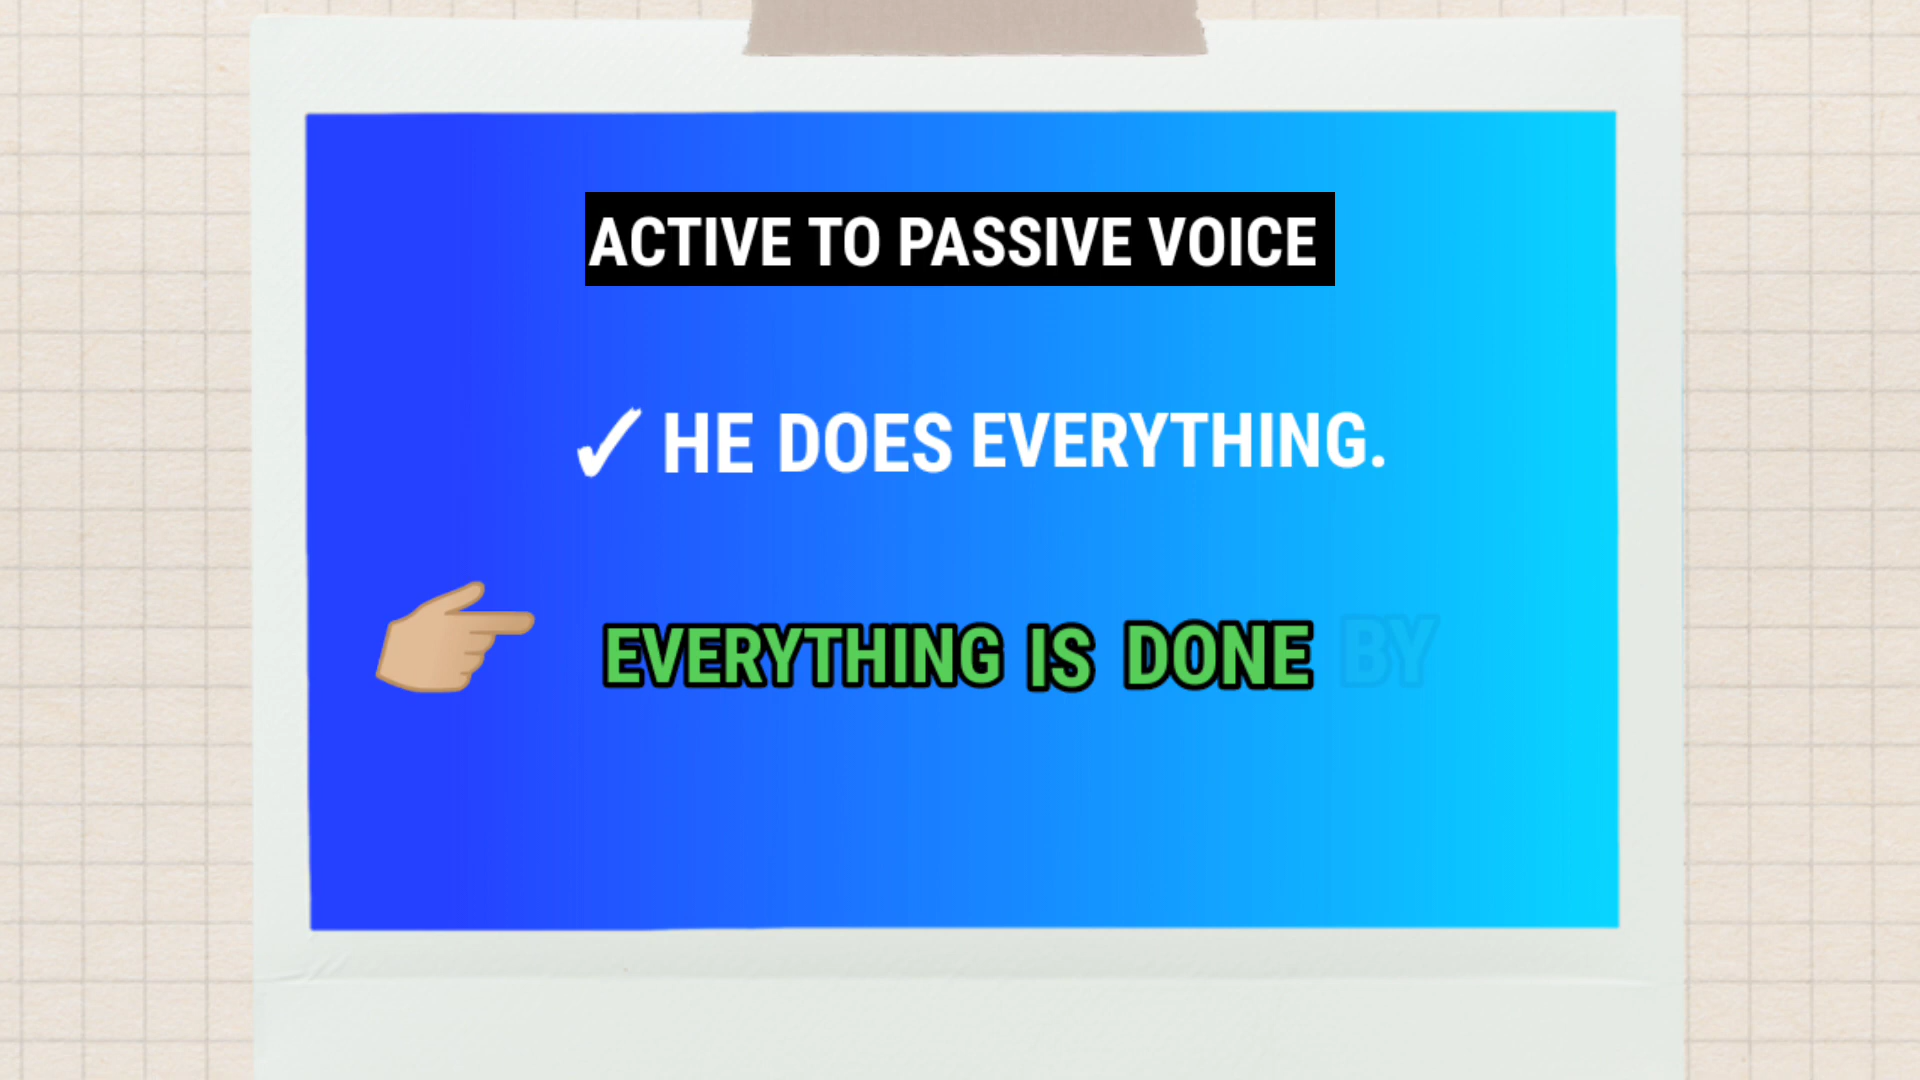 ACTIVE TO PASSIVE VOICE
✓ HE DOES EVERYTHING.
EVERYTHING IS DONE BY